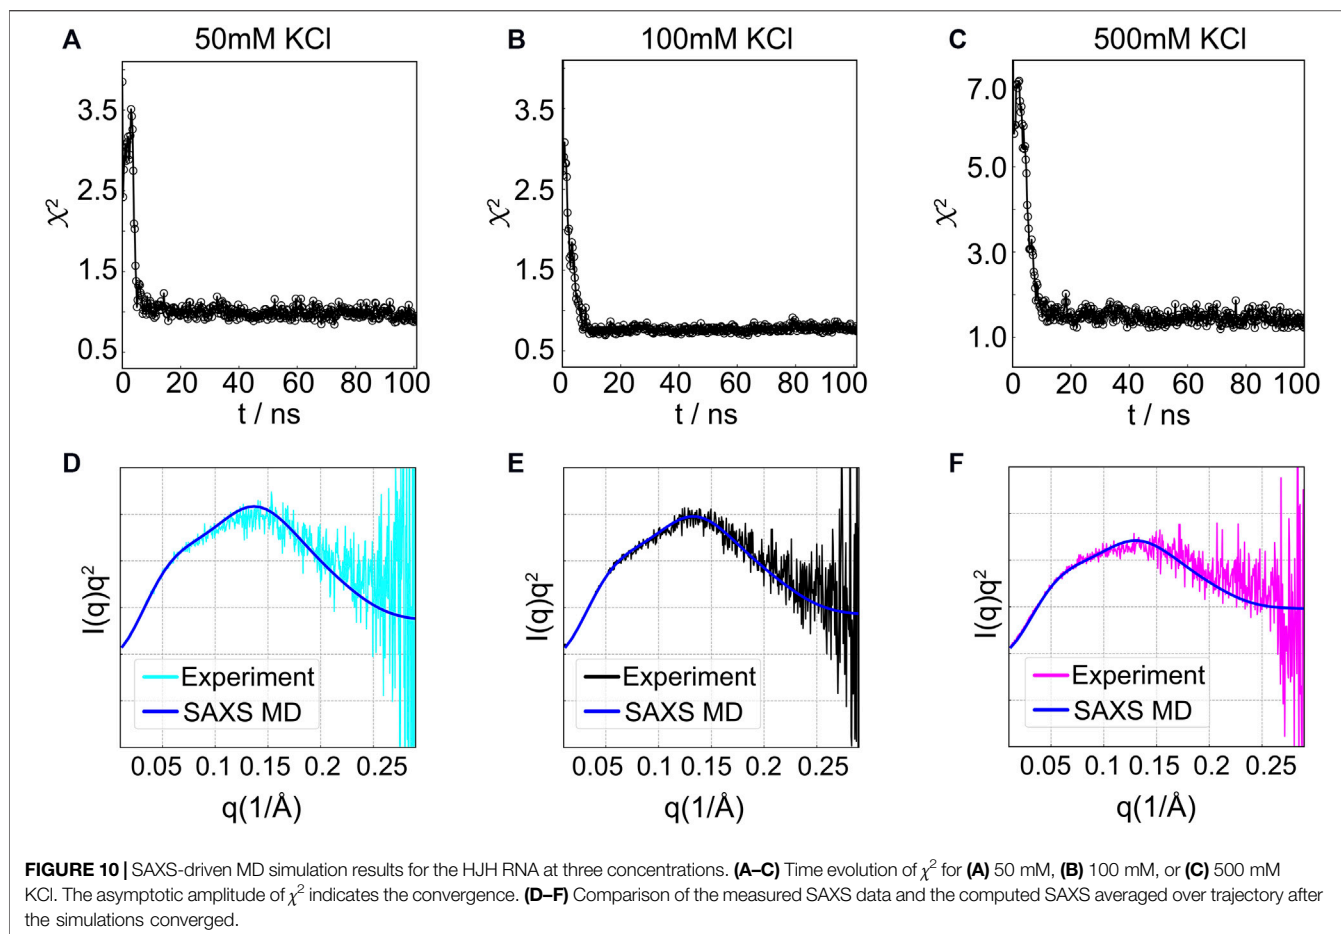 A 50mM KCl
B 100mM KCl
C 500mM KCl
3.5
2.5
1.5
0.5
χ²
0 20 40 60 80 100
t / ns
3.5
2.5
1.5
0.5
χ²
0 20 40 60 80 100
t / ns
7.0
5.0
3.0
1.0
χ²
0 20 40 60 80 100
t / ns
D
I(q)q²
Experiment
SAXS MD
0.05 0.1 0.15 0.2 0.25
q(1/Å)
E
I(q)q²
Experiment
SAXS MD
0.05 0.1 0.15 0.2 0.25
q(1/Å)
F
I(q)q²
Experiment
SAXS MD
0.05 0.1 0.15 0.2 0.25
q(1/Å)
FIGURE 10 | SAXS-driven MD simulation results for the HJH RNA at three concentrations. (A–C) Time evolution of χ² for (A) 50 mM, (B) 100 mM, or (C) 500 mM
KCl. The asymptotic amplitude of χ² indicates the convergence. (D–F) Comparison of the measured SAXS data and the computed SAXS averaged over trajectory after
the simulations converged.